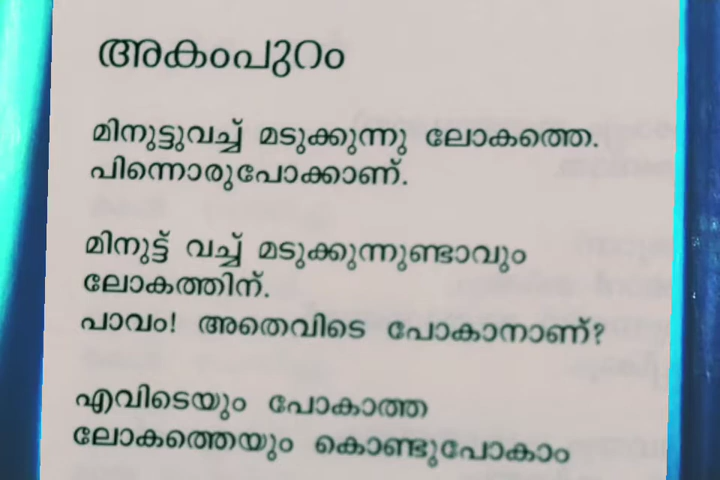 അകംപുറം
മിനുട്ടുവച്ച് മടുക്കുന്നു ലോകത്തെ.
പിന്നൊരുപോക്കാണ്.
മിനുട്ട് വച്ച് മടുക്കുന്നുണ്ടാവും
ലോകത്തിന്.
പാവം! അതെവിടെ പോകാനാണ്?
എവിടെയും പോകാത്ത
ലോകത്തെയും കൊണ്ടുപോകാം